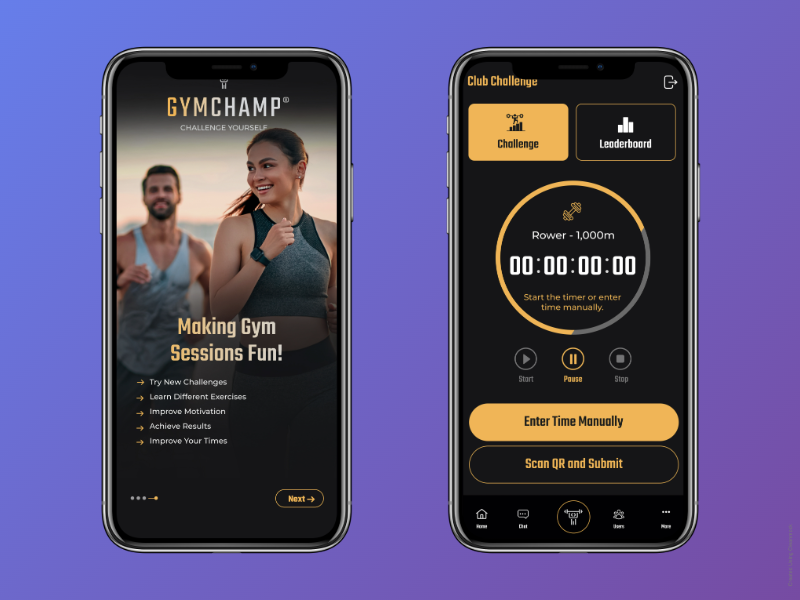 GYMCHAMP®
CHALLENGE YOURSELF
Making Gym
Sessions Fun!
Try New Challenges
Learn Different Exercises
Improve Motivation
Achieve Results
Improve Your Times
Next
Club Challenge
Challenge
Leaderboard
Rower - 1,000m
00:00:00:00
Start the timer or enter
time manually.
Start
Pause
Stop
Enter Time Manually
Scan QR and Submit
Home
Chat
Users
More